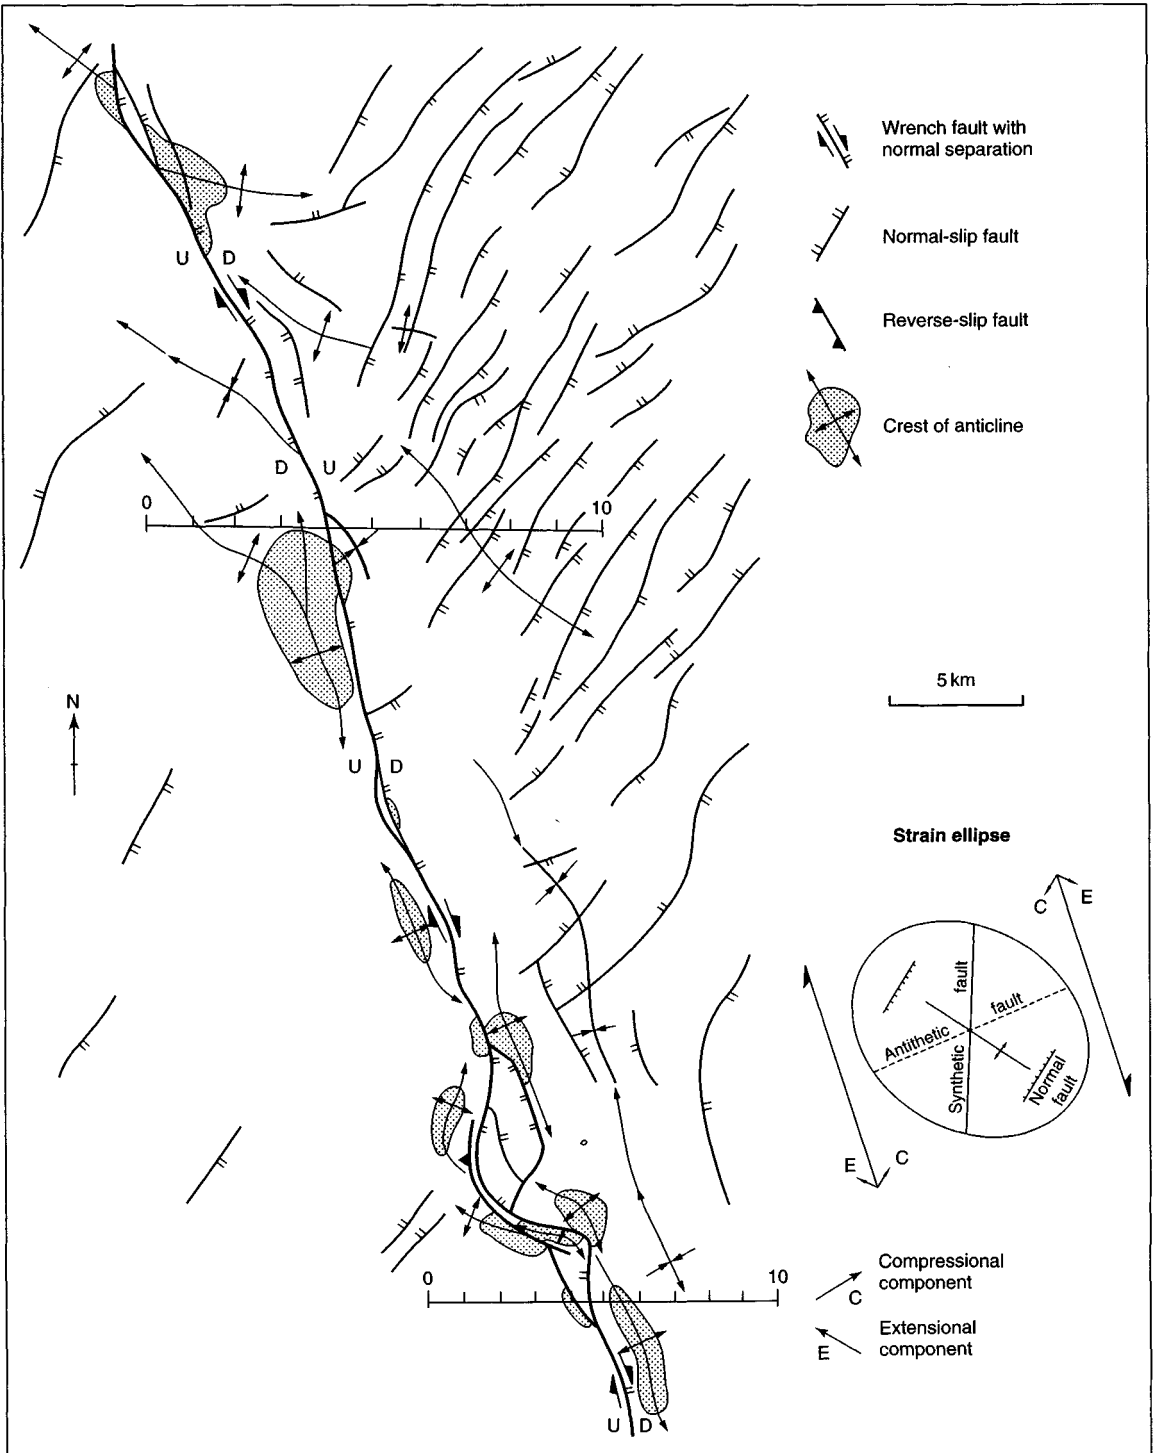 Wrench fault with
normal separation
Normal-slip fault
Reverse-slip fault
Crest of anticline
U D
D U
0 10
N
5 km
U D
Strain ellipse
C E
fault
fault
Antithetic
Synthetic
Normal
fault
E C
0 10
Compressional
component
C
Extensional
component
E
U D